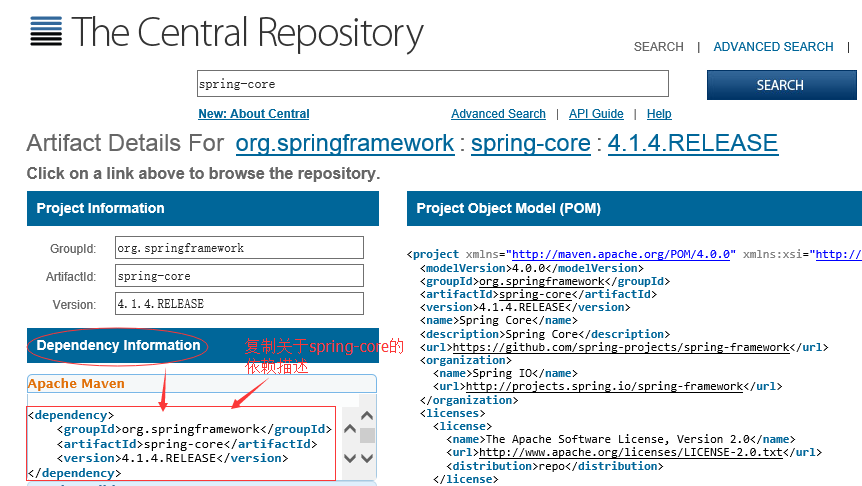 The Central Repository
SEARCH | ADVANCED SEARCH |
spring-core
SEARCH
New: About Central
Advanced Search | API Guide | Help
Artifact Details For org.springframework : spring-core : 4.1.4.RELEASE
Click on a link above to browse the repository.
Project Information
GroupId: org.springframework
ArtifactId: spring-core
Version: 4.1.4.RELEASE
Dependency Information
复制关于spring-core的
依赖描述
Apache Maven
<dependency>
<groupId>org.springframework</groupId>
<artifactId>spring-core</artifactId>
<version>4.1.4.RELEASE</version>
</dependency>
Project Object Model (POM)
<project xmlns="http://maven.apache.org/POM/4.0.0" xmlns:xsi="http://
<modelVersion>4.0.0</modelVersion>
<groupId>org.springframework</groupId>
<artifactId>spring-core</artifactId>
<version>4.1.4.RELEASE</version>
<name>Spring Core</name>
<description>Spring Core</description>
<url>https://github.com/spring-projects/spring-framework</url>
<organization>
<name>Spring IO</name>
<url>http://projects.spring.io/spring-framework</url>
</organization>
<licenses>
<license>
<name>The Apache Software License, Version 2.0</name>
<url>http://www.apache.org/licenses/LICENSE-2.0.txt</url>
<distribution>repo</distribution>
</license>